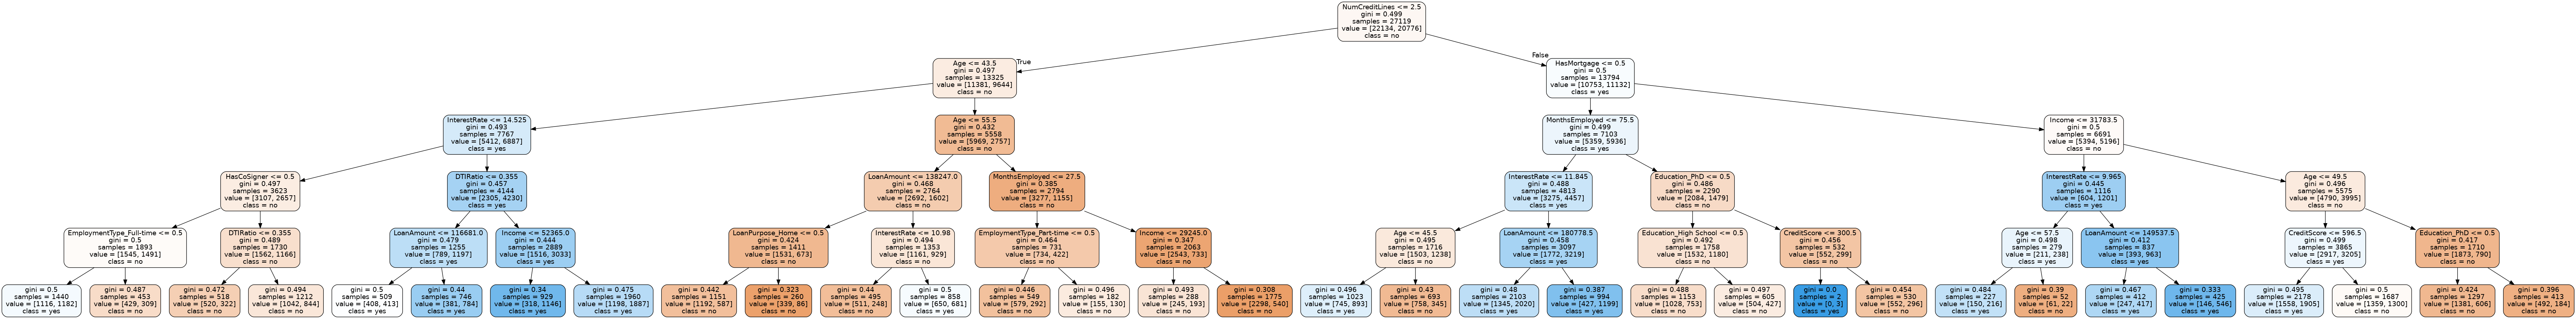 NumCreditLines <= 2.5
gini = 0.499
samples = 27119
value = [22134, 20776]
class = no
True
False
Age <= 43.5
gini = 0.497
samples = 13325
value = [11381, 9644]
class = no
HasMortgage <= 0.5
gini = 0.5
samples = 13794
value = [10753, 11132]
class = yes
InterestRate <= 14.525
gini = 0.493
samples = 7767
value = [5412, 6887]
class = yes
Age <= 55.5
gini = 0.432
samples = 5558
value = [5969, 2757]
class = no
MonthsEmployed <= 75.5
gini = 0.499
samples = 7103
value = [5359, 5936]
class = yes
Income <= 31783.5
gini = 0.5
samples = 6691
value = [5394, 5196]
class = no
HasCoSigner <= 0.5
gini = 0.497
samples = 3623
value = [3107, 2657]
class = no
DTIRatio <= 0.355
gini = 0.457
samples = 4144
value = [2305, 4230]
class = yes
LoanAmount <= 138247.0
gini = 0.468
samples = 2764
value = [2692, 1602]
class = no
MonthsEmployed <= 27.5
gini = 0.385
samples = 2794
value = [3277, 1155]
class = no
InterestRate <= 11.845
gini = 0.488
samples = 4813
value = [3275, 4457]
class = yes
Education_PhD <= 0.5
gini = 0.486
samples = 2290
value = [2084, 1479]
class = no
InterestRate <= 9.965
gini = 0.445
samples = 1116
value = [604, 1201]
class = yes
Age <= 49.5
gini = 0.496
samples = 5575
value = [4790, 3995]
class = no
EmploymentType_Full-time <= 0.5
gini = 0.5
samples = 1893
value = [1545, 1491]
class = no
DTIRatio <= 0.355
gini = 0.489
samples = 1730
value = [1562, 1166]
class = no
LoanAmount <= 116681.0
gini = 0.479
samples = 1255
value = [789, 1197]
class = yes
Income <= 52365.0
gini = 0.444
samples = 2889
value = [1516, 3033]
class = yes
LoanPurpose_Home <= 0.5
gini = 0.424
samples = 1411
value = [1531, 673]
class = no
InterestRate <= 10.98
gini = 0.494
samples = 1353
value = [1161, 929]
class = no
EmploymentType_Part-time <= 0.5
gini = 0.464
samples = 731
value = [734, 422]
class = no
Income <= 29245.0
gini = 0.347
samples = 2063
value = [2543, 733]
class = no
Age <= 45.5
gini = 0.495
samples = 1716
value = [1503, 1238]
class = no
LoanAmount <= 180778.5
gini = 0.458
samples = 3097
value = [1772, 3219]
class = yes
Education_High School <= 0.5
gini = 0.492
samples = 1758
value = [1532, 1180]
class = no
CreditScore <= 300.5
gini = 0.456
samples = 532
value = [552, 299]
class = no
Age <= 57.5
gini = 0.498
samples = 279
value = [211, 238]
class = yes
LoanAmount <= 149537.5
gini = 0.412
samples = 837
value = [393, 963]
class = yes
CreditScore <= 596.5
gini = 0.499
samples = 3865
value = [2917, 3205]
class = yes
Education_PhD <= 0.5
gini = 0.417
samples = 1710
value = [1873, 790]
class = no
gini = 0.5
samples = 1440
value = [1116, 1182]
class = yes
gini = 0.487
samples = 453
value = [429, 309]
class = no
gini = 0.472
samples = 518
value = [520, 322]
class = no
gini = 0.494
samples = 1212
value = [1042, 844]
class = no
gini = 0.5
samples = 509
value = [408, 413]
class = yes
gini = 0.44
samples = 746
value = [381, 784]
class = yes
gini = 0.34
samples = 929
value = [318, 1146]
class = yes
gini = 0.475
samples = 1960
value = [1198, 1887]
class = yes
gini = 0.442
samples = 1151
value = [1192, 587]
class = no
gini = 0.323
samples = 260
value = [339, 86]
class = no
gini = 0.44
samples = 495
value = [511, 248]
class = no
gini = 0.5
samples = 858
value = [650, 681]
class = yes
gini = 0.446
samples = 549
value = [579, 292]
class = no
gini = 0.496
samples = 182
value = [155, 130]
class = no
gini = 0.493
samples = 288
value = [245, 193]
class = no
gini = 0.308
samples = 1775
value = [2298, 540]
class = no
gini = 0.496
samples = 1023
value = [745, 893]
class = yes
gini = 0.43
samples = 693
value = [758, 345]
class = no
gini = 0.48
samples = 2103
value = [1345, 2020]
class = yes
gini = 0.387
samples = 994
value = [427, 1199]
class = yes
gini = 0.488
samples = 1153
value = [1028, 753]
class = no
gini = 0.497
samples = 605
value = [504, 427]
class = no
gini = 0.0
samples = 2
value = [0, 3]
class = yes
gini = 0.454
samples = 530
value = [552, 296]
class = no
gini = 0.484
samples = 227
value = [150, 216]
class = yes
gini = 0.39
samples = 52
value = [61, 22]
class = no
gini = 0.467
samples = 412
value = [247, 417]
class = yes
gini = 0.333
samples = 425
value = [146, 546]
class = yes
gini = 0.495
samples = 2178
value = [1558, 1905]
class = yes
gini = 0.5
samples = 1687
value = [1359, 1300]
class = no
gini = 0.424
samples = 1297
value = [1381, 606]
class = no
gini = 0.396
samples = 413
value = [492, 184]
class = no